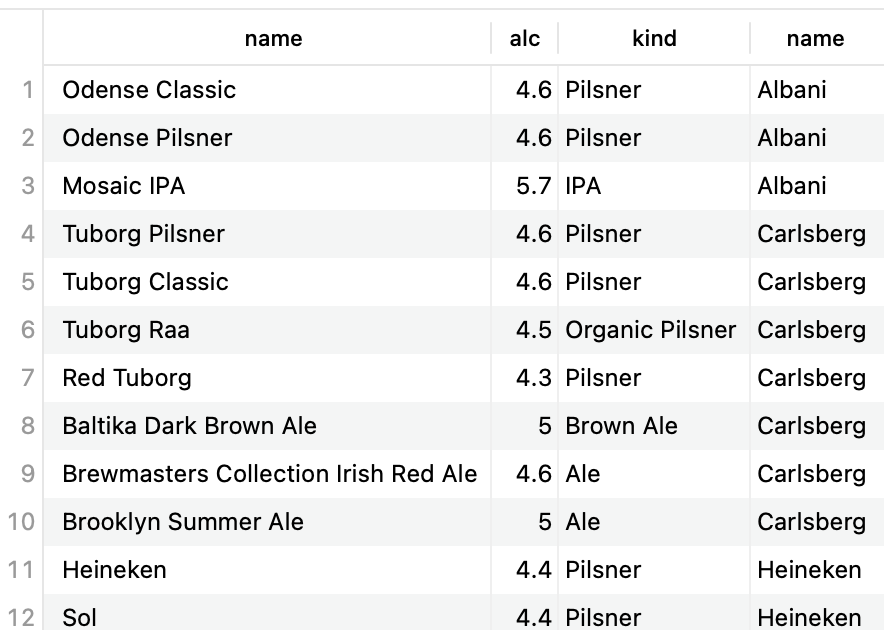 name alc kind name
1 Odense Classic 4.6 Pilsner Albani
2 Odense Pilsner 4.6 Pilsner Albani
3 Mosaic IPA 5.7 IPA Albani
4 Tuborg Pilsner 4.6 Pilsner Carlsberg
5 Tuborg Classic 4.6 Pilsner Carlsberg
6 Tuborg Raa 4.5 Organic Pilsner Carlsberg
7 Red Tuborg 4.3 Pilsner Carlsberg
8 Baltika Dark Brown Ale 5 Brown Ale Carlsberg
9 Brewmasters Collection Irish Red Ale 4.6 Ale Carlsberg
10 Brooklyn Summer Ale 5 Ale Carlsberg
11 Heineken 4.4 Pilsner Heineken
12 Sol 4.4 Pilsner Heineken